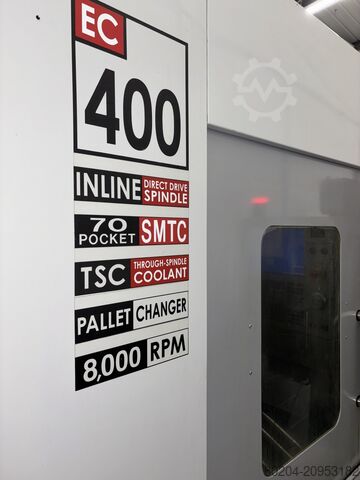 EC
400
INLINE DIRECT DRIVE SPINDLE
70 POCKET SMTC
TSC THROUGH-SPINDLE COOLANT
PALLET CHANGER
8,000 RPM